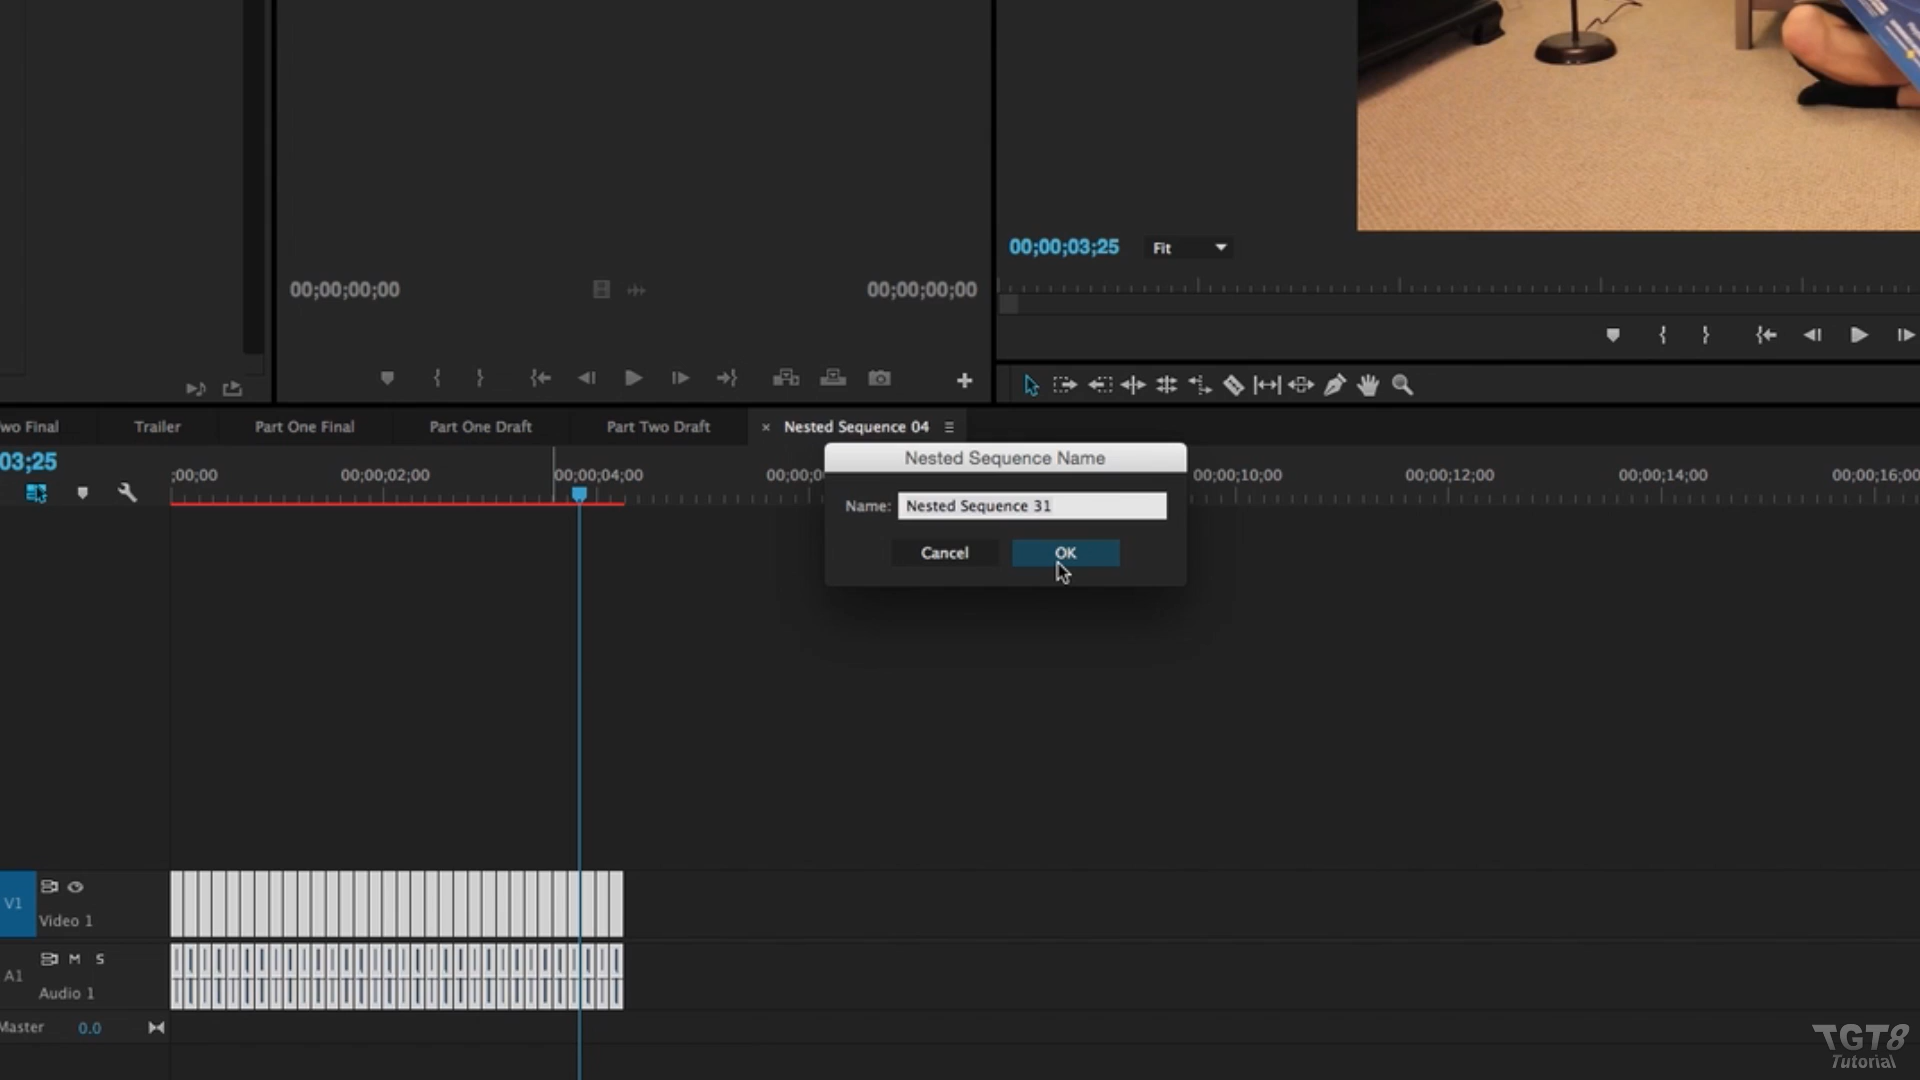 00;00;03;25
Fit
00;00;00;00
00;00;00;00
wo Final
Trailer
Part One Final
Part One Draft
Part Two Draft
× Nested Sequence 04
03;25
;00;00
00;00;02;00
00;00;04;00
00;00;0
00;00;10;00
00;00;12;00
00;00;14;00
00;00;16;00
Nested Sequence Name
Name: Nested Sequence 31
Cancel
OK
V1
Video 1
A1
M S
Audio 1
Master 0.0
TGT8
Tutorial